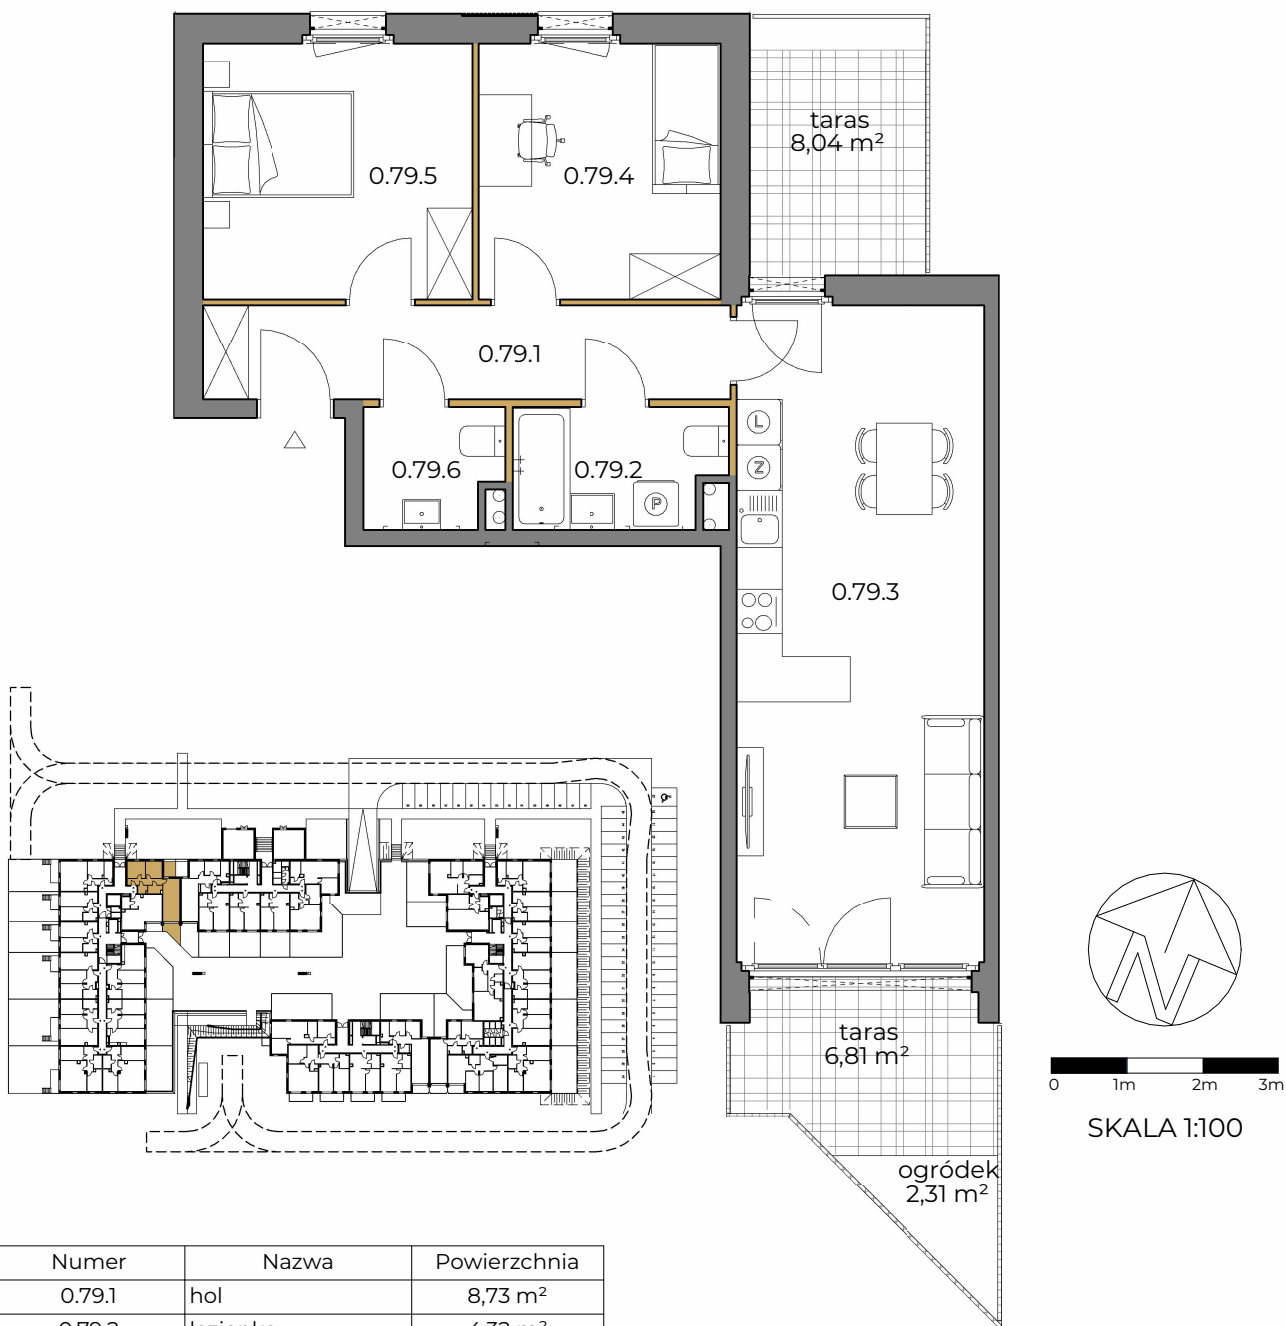 taras
8,04 m²
0.79.5
0.79.4
0.79.1
0.79.6
0.79.2
L
Z
P
0.79.3
taras
6,81 m²
0 1m 2m 3m
SKALA 1:100
ogródek
2,31 m²
Numer Nazwa Powierzchnia
0.79.1 hol 8,73 m²